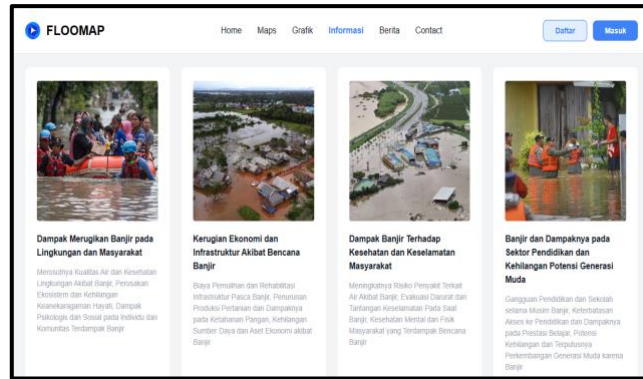 FLOOMAP
Home Maps Grafik Informasi Berita Contact
Daftar Masuk
Dampak Merugikan Banjir pada
Lingkungan dan Masyarakat
Merosutnya Kualitas Air dan Kesehatan
Lingkungan Akibat Banjir, Perusakan
Ekosistem dan Kehilangan
Keanekaragaman Hayati, Dampak
Psikologis dan Sosial pada Individu dan
Komunitas Terdampak Banjir
Kerugian Ekonomi dan
Infrastruktur Akibat Bencana
Banjir
Biaya Pemulihan dan Rehabilitasi
Infrastruktur Pasca Banjir, Penurunan
Produksi Pertanian dan Dampaknya
pada Ketahanan Pangan, Kehilangan
Sumber Daya dan Aset Ekonomi akibat
Banjir
Dampak Banjir Terhadap
Kesehatan dan Keselamatan
Masyarakat
Meningkatnya Risiko Penyakit Terkait
Air Akibat Banjir, Evakuasi Darurat dan
Tantangan Keselamatan Pada Saat
Banjir, Kesehatan Mental dan Fisik
Masyarakat yang Terdampak Bencana
Banjir
Banjir dan Dampaknya pada
Sektor Pendidikan dan
Kehilangan Potensi Generasi
Muda
Gangguan Pendidikan dan Sekolah
selama Musim Banjir, Keterbatasan
Akses ke Pendidikan dan Dampaknya
pada Prestasi Belajar, Potensi
Kehilangan dan Terputusnya
Perkembangan Generasi Muda karena
Banjir